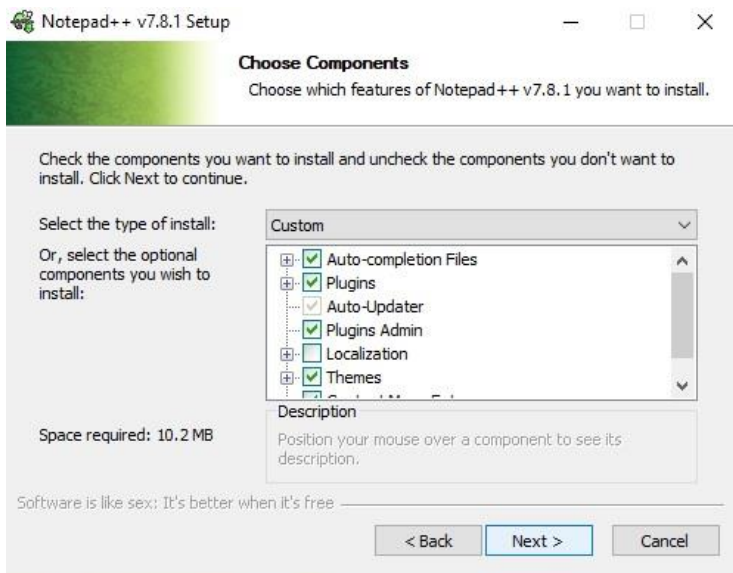 Notepad++ v7.8.1 Setup
Choose Components
Choose which features of Notepad++ v7.8.1 you want to install.
Check the components you want to install and uncheck the components you don't want to
install. Click Next to continue.
Select the type of install:
Custom
Or, select the optional
components you wish to
install:
Auto-completion Files
Plugins
Auto-Updater
Plugins Admin
Localization
Themes
Space required: 10.2 MB
Description
Position your mouse over a component to see its
description.
Software is like sex: It's better when it's free
< Back
Next >
Cancel